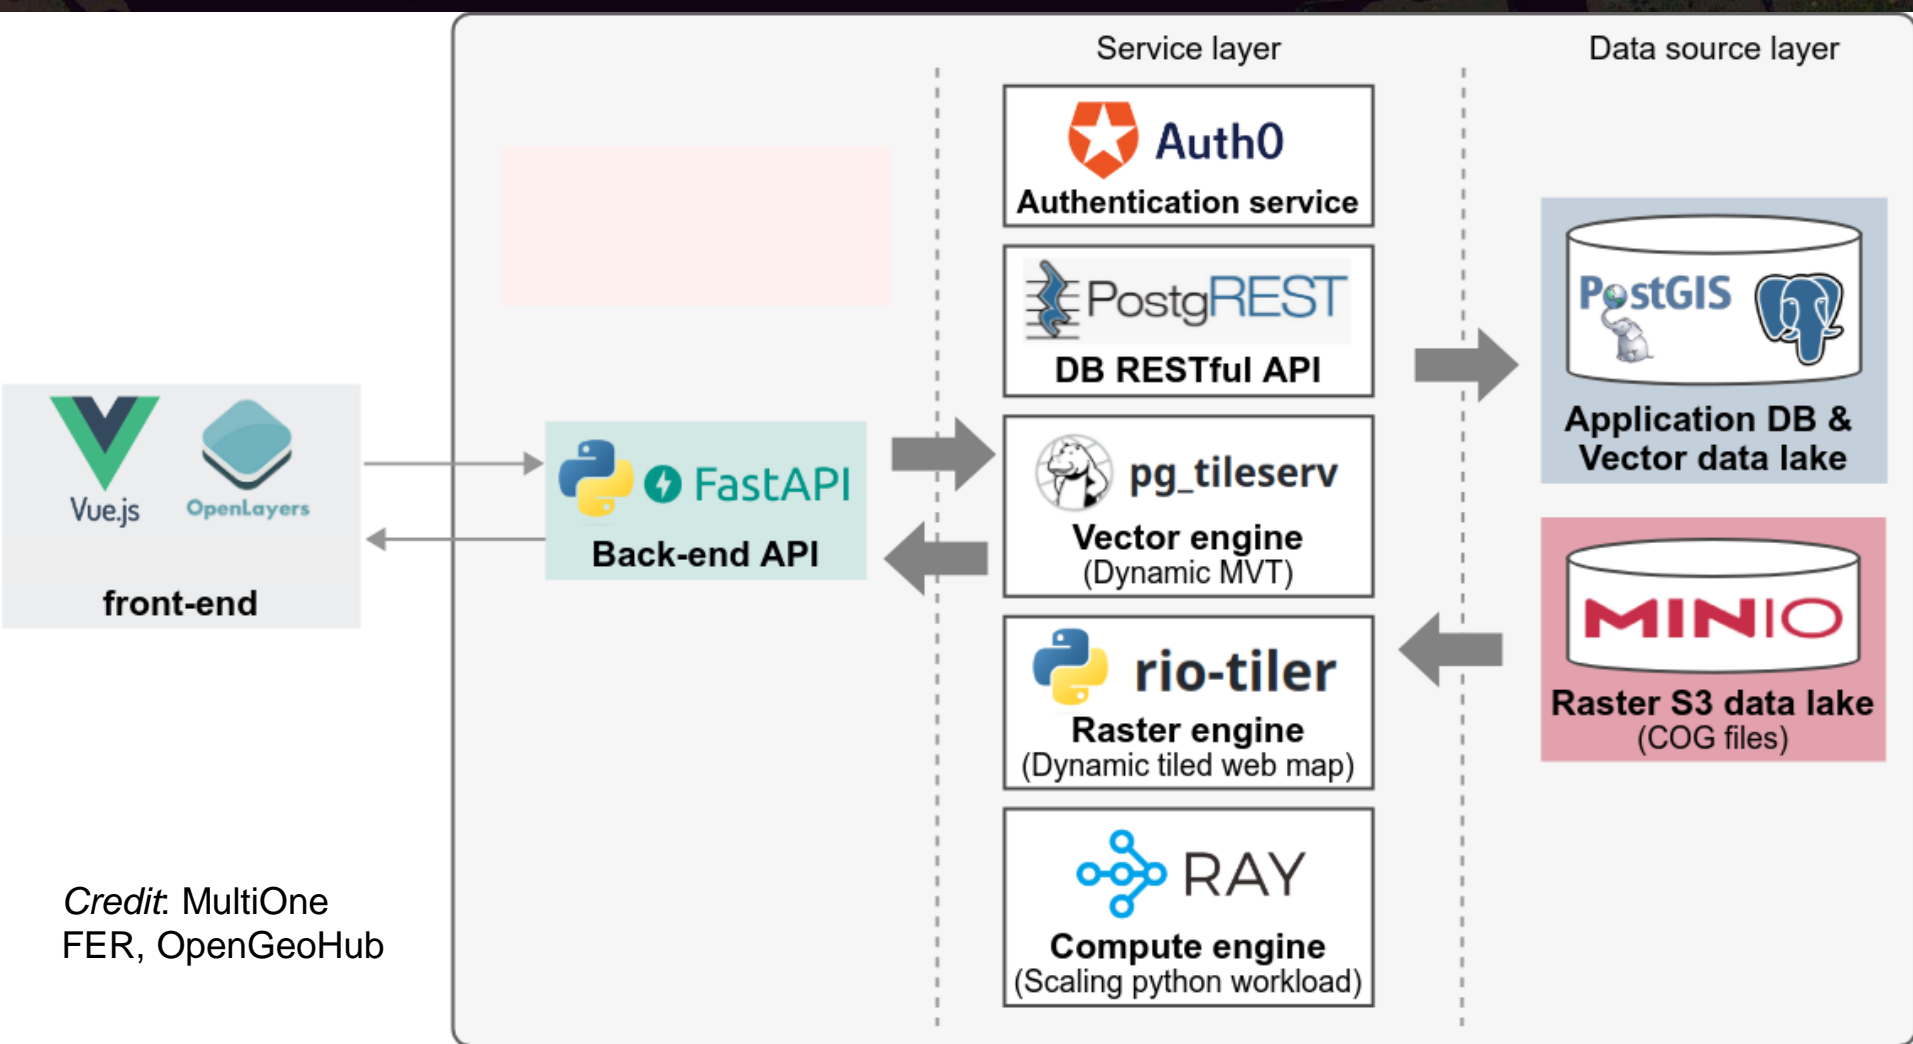 Service layer
Data source layer
Auth0
Authentication service
PostgREST
DB RESTful API
PostGIS
Application DB &
Vector data lake
Vue.js
OpenLayers
front-end
FastAPI
Back-end API
pg_tileserv
Vector engine
(Dynamic MVT)
MINIO
Raster S3 data lake
(COG files)
rio-tiler
Raster engine
(Dynamic tiled web map)
RAY
Compute engine
(Scaling python workload)
Credit: MultiOne
FER, OpenGeoHub